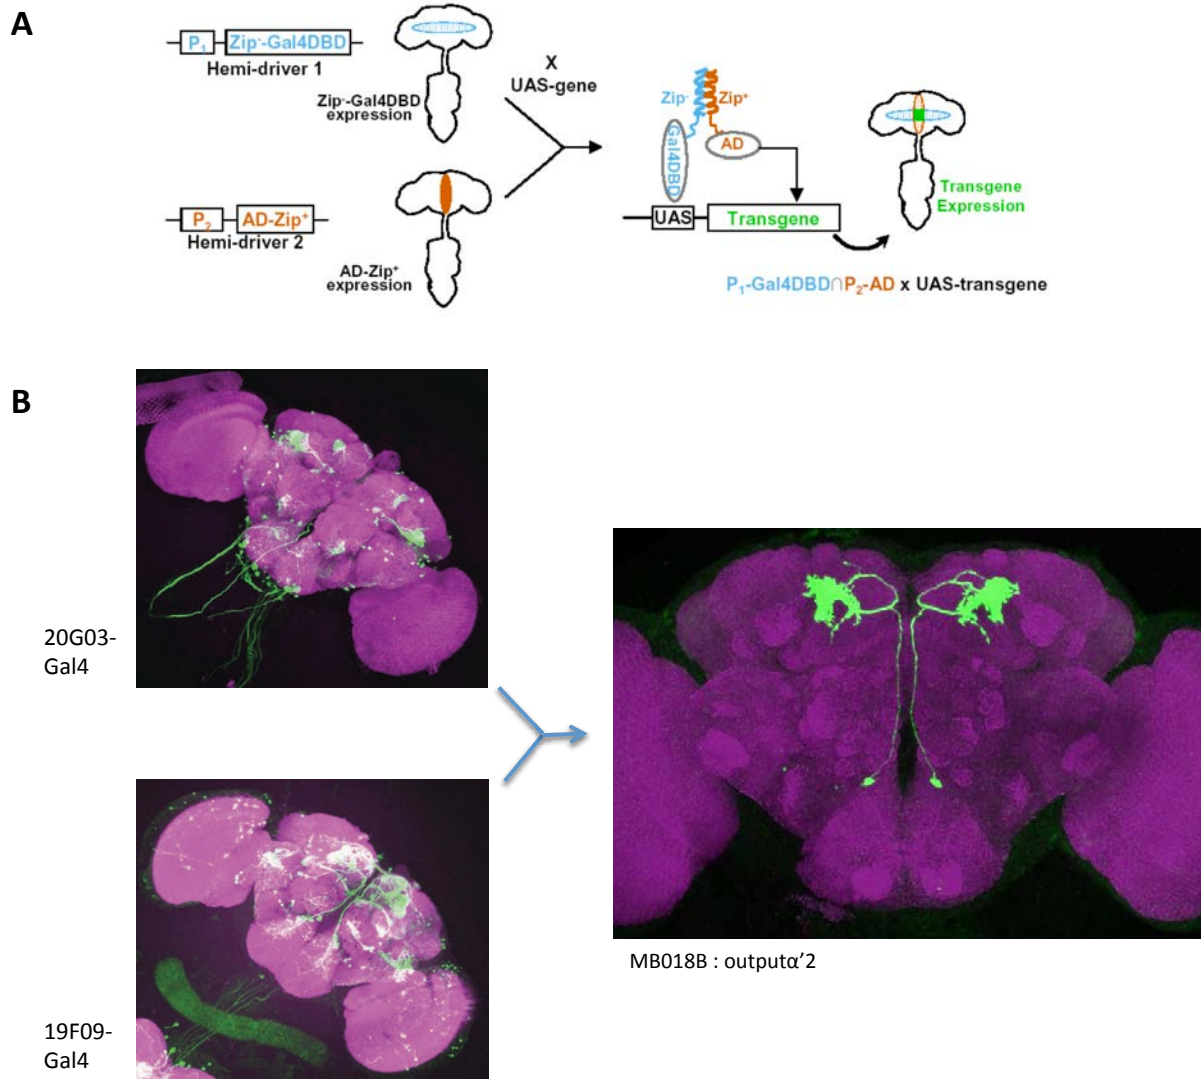 A
P₁ Zip⁻-Gal4DBD
Hemi-driver 1
Zip⁻-Gal4DBD
expression
P₂ AD-Zip⁺
Hemi-driver 2
AD-Zip⁺
expression
X
UAS-gene
Zip⁻ Zip⁺
Gal4DBD
AD
UAS Transgene
Transgene
Expression
P₁-Gal4DBD∩P₂-AD x UAS-transgene
B
20G03-
Gal4
19F09-
Gal4
MB018B : outputα’2